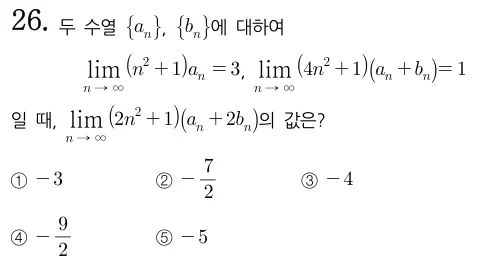 26. 두 수열 {aₙ}, {bₙ}에 대하여
lim_{n→∞}(n²+1)aₙ=3, lim_{n→∞}(4n²+1)(aₙ+bₙ)=1
일 때, lim_{n→∞}(2n²+1)(aₙ+2bₙ)의 값은?
① −3 ② −7/2 ③ −4
④ −9/2 ⑤ −5